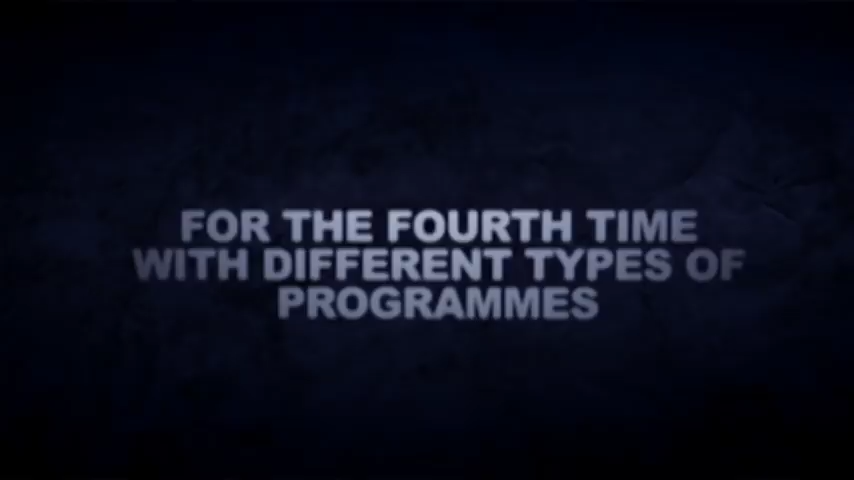 FOR THE FOURTH TIME
WITH DIFFERENT TYPES OF
PROGRAMMES